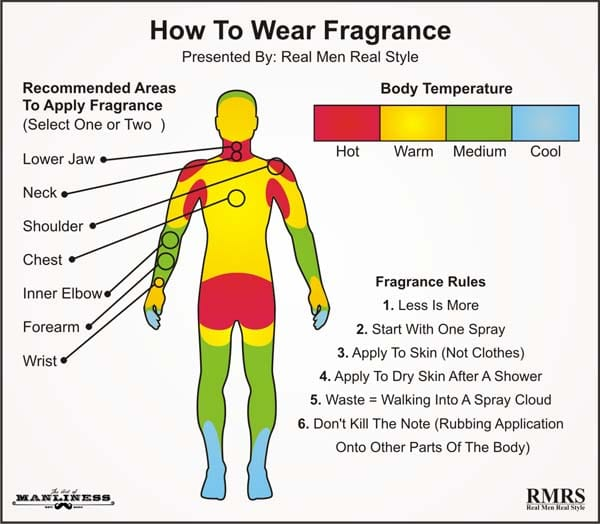 How To Wear Fragrance
Presented By: Real Men Real Style
Recommended Areas
To Apply Fragrance
(Select One or Two )
Lower Jaw
Neck
Shoulder
Chest
Inner Elbow
Forearm
Wrist
Body Temperature
Hot Warm Medium Cool
Fragrance Rules
1. Less Is More
2. Start With One Spray
3. Apply To Skin (Not Clothes)
4. Apply To Dry Skin After A Shower
5. Waste = Walking Into A Spray Cloud
6. Don't Kill The Note (Rubbing Application
Onto Other Parts Of The Body)
The Art of
MANLINESS
RMRS
Real Men Real Style